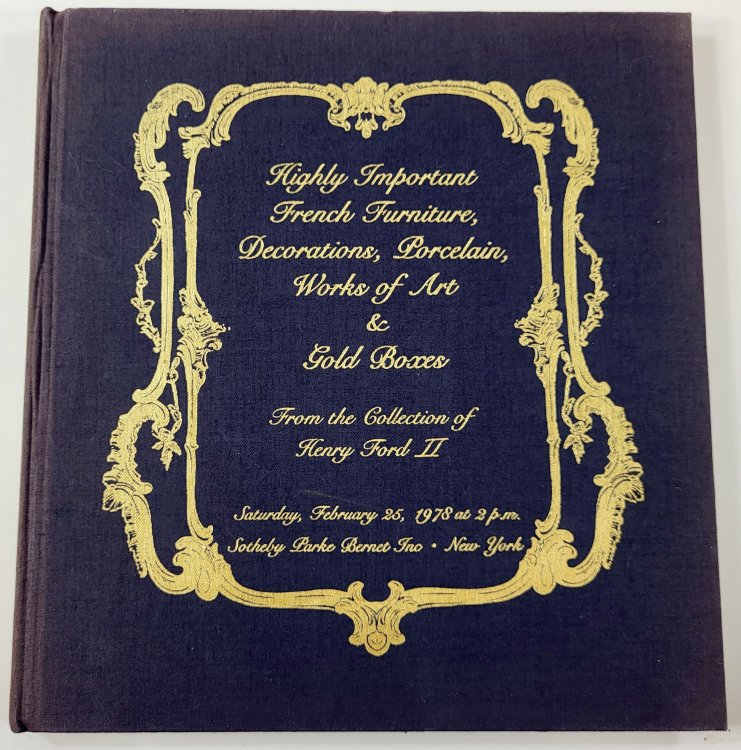 Highly Important
French Furniture,
Decorations, Porcelain,
Works of Art
&
Gold Boxes
From the Collection of
Henry Ford II
Saturday, February 25, 1978 at 2 p.m.
Sotheby Parke Bernet Inc • New York